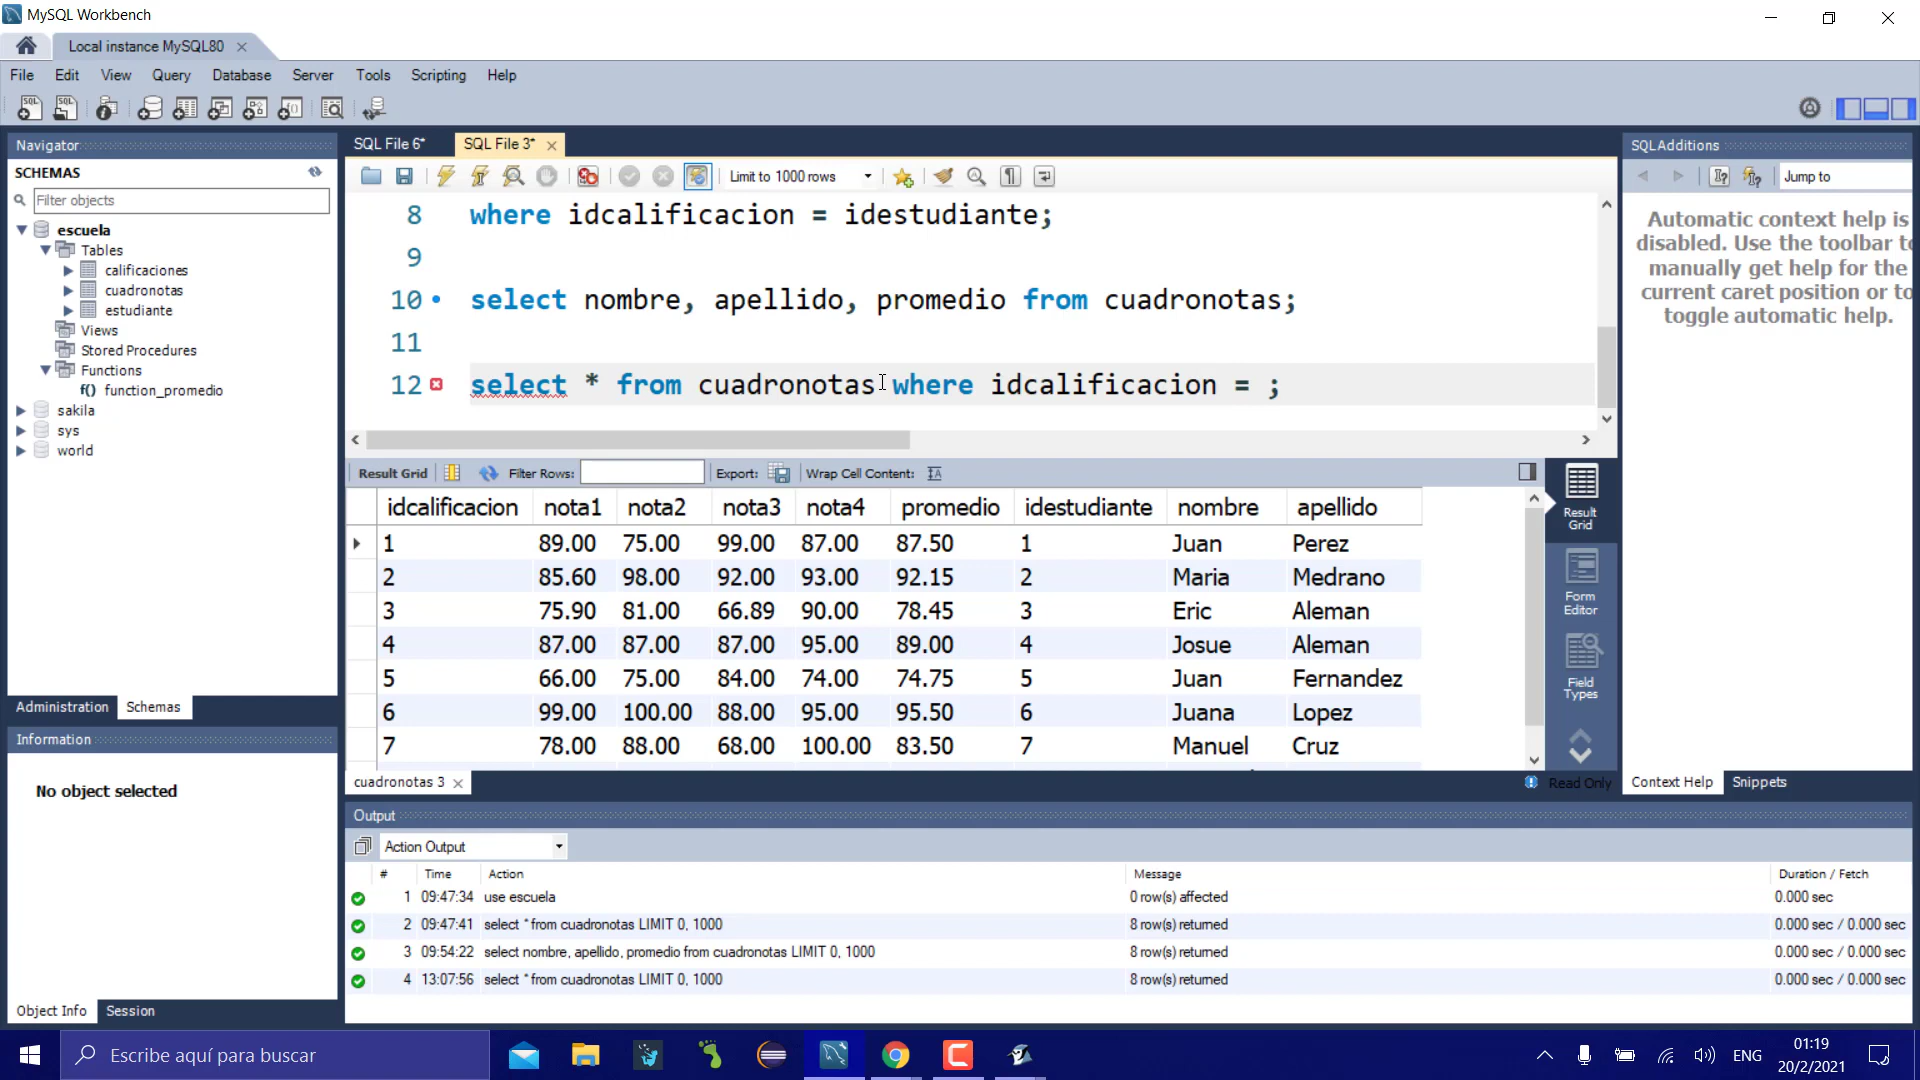 MySQL Workbench
Local instance MySQL80
File Edit View Query Database Server Tools Scripting Help
Navigator
SCHEMAS
Filter objects
escuela
Tables
calificaciones
cuadronotas
estudiante
Views
Stored Procedures
Functions
f() function_promedio
sakila
sys
world
Administration Schemas
Information
No object selected
Object Info Session
SQL File 6* SQL File 3*
Limit to 1000 rows
8 where idcalificacion = idestudiante;
9
10 select nombre, apellido, promedio from cuadronotas;
11
12 select * from cuadronotas where idcalificacion = ;
Result Grid Filter Rows: Export: Wrap Cell Content:
idcalificacion nota1 nota2 nota3 nota4 promedio idestudiante nombre apellido
1 89.00 75.00 99.00 87.00 87.50 1 Juan Perez
2 85.60 98.00 92.00 93.00 92.15 2 Maria Medrano
3 75.90 81.00 66.89 90.00 78.45 3 Eric Aleman
4 87.00 87.00 87.00 95.00 89.00 4 Josue Aleman
5 66.00 75.00 84.00 74.00 74.75 5 Juan Fernandez
6 99.00 100.00 88.00 95.00 95.50 6 Juana Lopez
7 78.00 88.00 68.00 100.00 83.50 7 Manuel Cruz
Result Grid
Form Editor
Field Types
cuadronotas 3
Read Only
SQLAdditions
Jump to
Automatic context help is
disabled. Use the toolbar to
manually get help for the
current caret position or to
toggle automatic help.
Context Help Snippets
Output
Action Output
# Time Action Message Duration / Fetch
1 09:47:34 use escuela 0 row(s) affected 0.000 sec
2 09:47:41 select * from cuadronotas LIMIT 0, 1000 8 row(s) returned 0.000 sec / 0.000 sec
3 09:54:22 select nombre, apellido, promedio from cuadronotas LIMIT 0, 1000 8 row(s) returned 0.000 sec / 0.000 sec
4 13:07:56 select * from cuadronotas LIMIT 0, 1000 8 row(s) returned 0.000 sec / 0.000 sec
Escribe aquí para buscar
ENG
01:19
20/2/2021